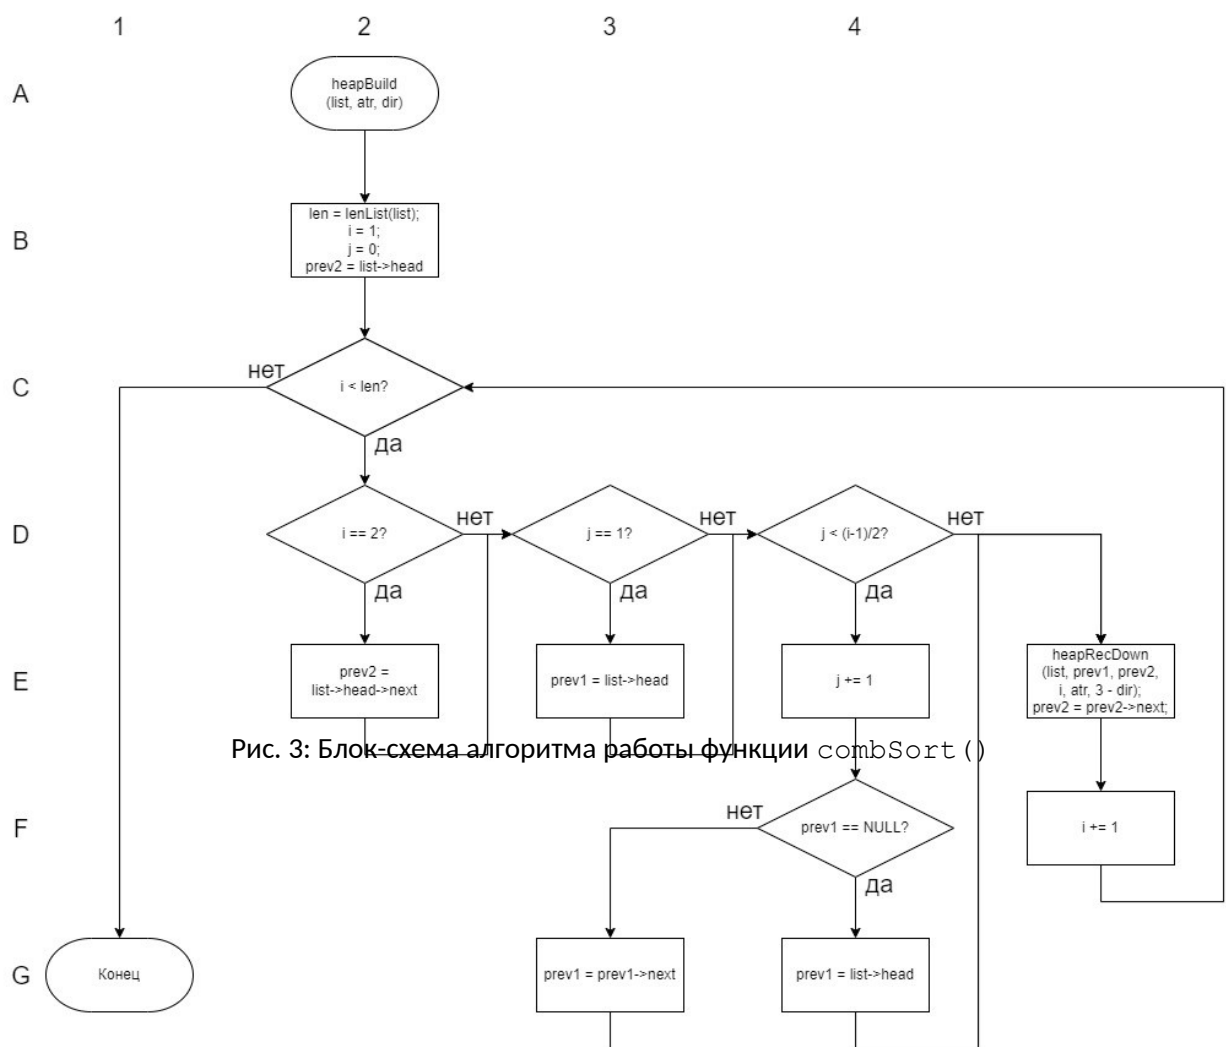 1 2 3 4
A
heapBuild
(list, atr, dir)
B
len = lenList(list);
i = 1;
j = 0;
prev2 = list->head
C
нет
i < len?
да
D
i == 2?
нет
j == 1?
нет
j < (i-1)/2?
нет
да
да
да
E
prev2 =
list->head->next
prev1 = list->head
j += 1
heapRecDown
(list, prev1, prev2,
i, atr, 3 - dir);
prev2 = prev2->next;
Рис. 3: Блок-схема алгоритма работы функции combSort()
F
нет
prev1 == NULL?
да
i += 1
G
Конец
prev1 = prev1->next
prev1 = list->head